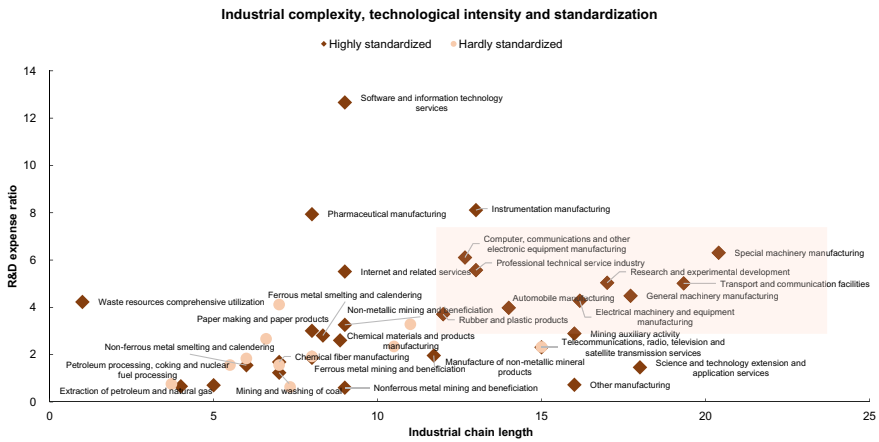 Industrial complexity, technological intensity and standardization
Highly standardized
Hardly standardized
R&D expense ratio
14
12
10
8
6
4
2
0
0
5
10
15
20
25
Industrial chain length
Software and information technology
services
Pharmaceutical manufacturing
Instrumentation manufacturing
Computer, communications and other
electronic equipment manufacturing
Special machinery manufacturing
Professional technical service industry
Internet and related services
Research and experimental development
Transport and communication facilities
Ferrous metal smelting and calendering
Automobile manufacturing
General machinery manufacturing
Waste resources comprehensive utilization
Non-metallic mining and beneficiation
Electrical machinery and equipment
manufacturing
Paper making and paper products
Rubber and plastic products
Chemical materials and products
manufacturing
Mining auxiliary activity
Telecommunications, radio, television and
satellite transmission services
Non-ferrous metal smelting and calendering
Chemical fiber manufacturing
Manufacture of non-metallic mineral
products
Science and technology extension and
application services
Petroleum processing, coking and nuclear
fuel processing
Ferrous metal mining and beneficiation
Extraction of petroleum and natural gas
Mining and washing of coal
Nonferrous metal mining and beneficiation
Other manufacturing